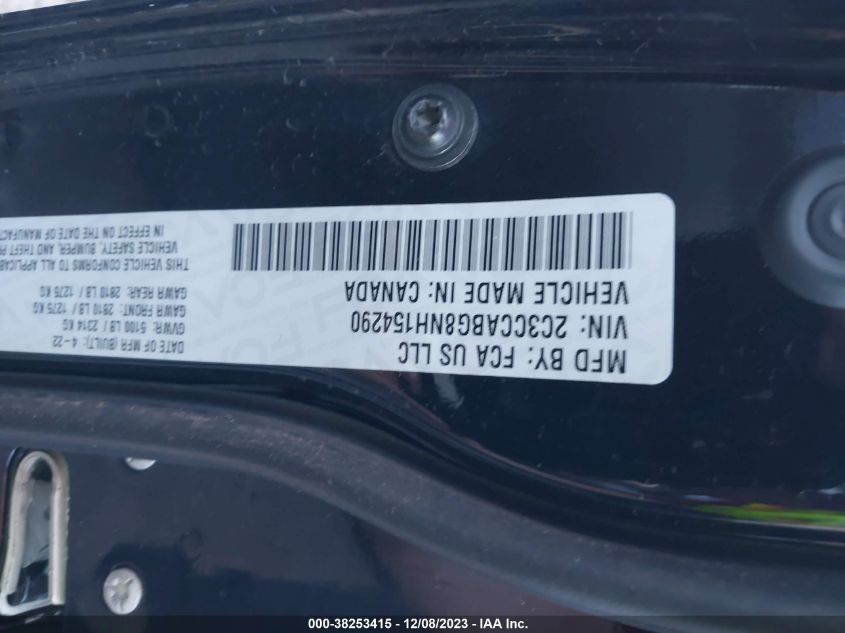 MFD BY: FCA US LLC
VIN: 2C3CCABG8NH154290
VEHICLE MADE IN: CANADA
DATE OF MFR (BUILT): 4-22
GVWR: 5100 LB / 2314 KG
GAWR FRONT: 2810 LB / 1275 KG
GAWR REAR: 2810 LB / 1275 KG
THIS VEHICLE CONFORMS TO ALL
VEHICLE SAFETY, BUMPER, AND THEFT
IN EFFECT ON THE DATE OF
000-38253415 - 12/08/2023 - IAA Inc.